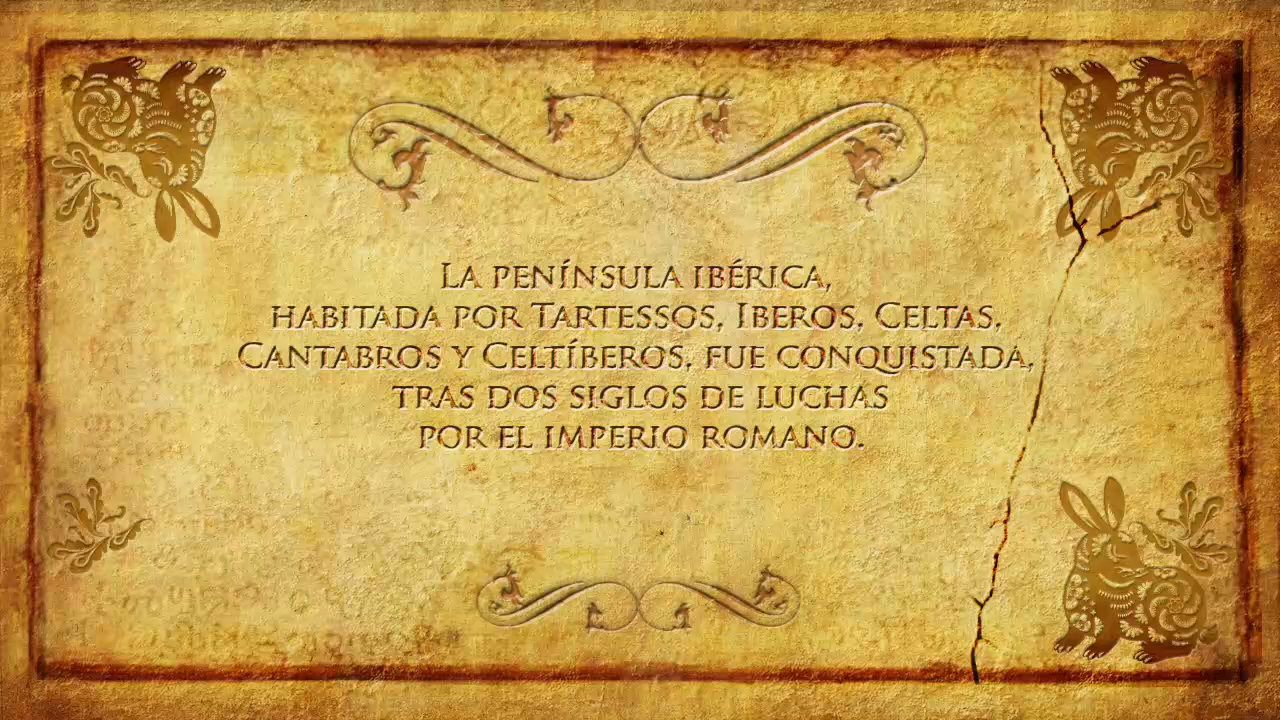 La península ibérica,
habitada por Tartessos, Iberos, Celtas,
Cantabros y Celtíberos, fue conquistada,
tras dos siglos de luchas
por el imperio romano.